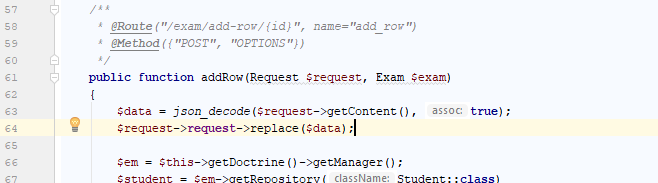 57 /**
58 * @Route("/exam/add-row/{id}", name="add_row")
59 * @Method({"POST", "OPTIONS"})
60 */
61 public function addRow(Request $request, Exam $exam)
62 {
63 $data = json_decode($request->getContent(), assoc: true);
64 $request->request->replace($data);
65
66 $em = $this->getDoctrine()->getManager();
67 $student = $em->getRepository( className: Student::class)